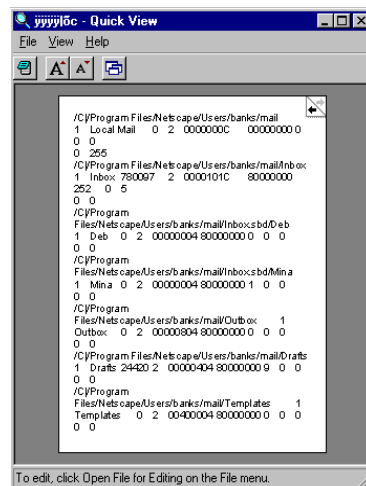 ÿÿÿÿÿlõc - Quick View
File View Help
/C|/Program Files/Netscape/Users/banks/mail
1 Local Mail 0 2 0000000C 00000000 0
0 0
0 255
/C|/Program Files/Netscape/Users/banks/mail/Inbox
1 Inbox 780097 2 0000101C 80000000
252 0 5
0 0
/C|/Program
Files/Netscape/Users/banks/mail/Inbox.sbd/Deb
1 Deb 0 2 00000004 80000000 0 0 0
0 0
/C|/Program
Files/Netscape/Users/banks/mail/Inbox.sbd/Mina
1 Mina 0 2 00000004 80000000 1 0 0
0 0
/C|/Program
Files/Netscape/Users/banks/mail/Outbox 1
Outbox 0 2 00000804 80000000 0 0 0
0 0
/C|/Program Files/Netscape/Users/banks/mail/Drafts
1 Drafts 24420 2 00000404 80000000 9 0 0
0 0
/C|/Program
Files/Netscape/Users/banks/mail/Templates 1
Templates 0 2 00400004 80000000 0 0 0
0 0
To edit, click Open File for Editing on the File menu.